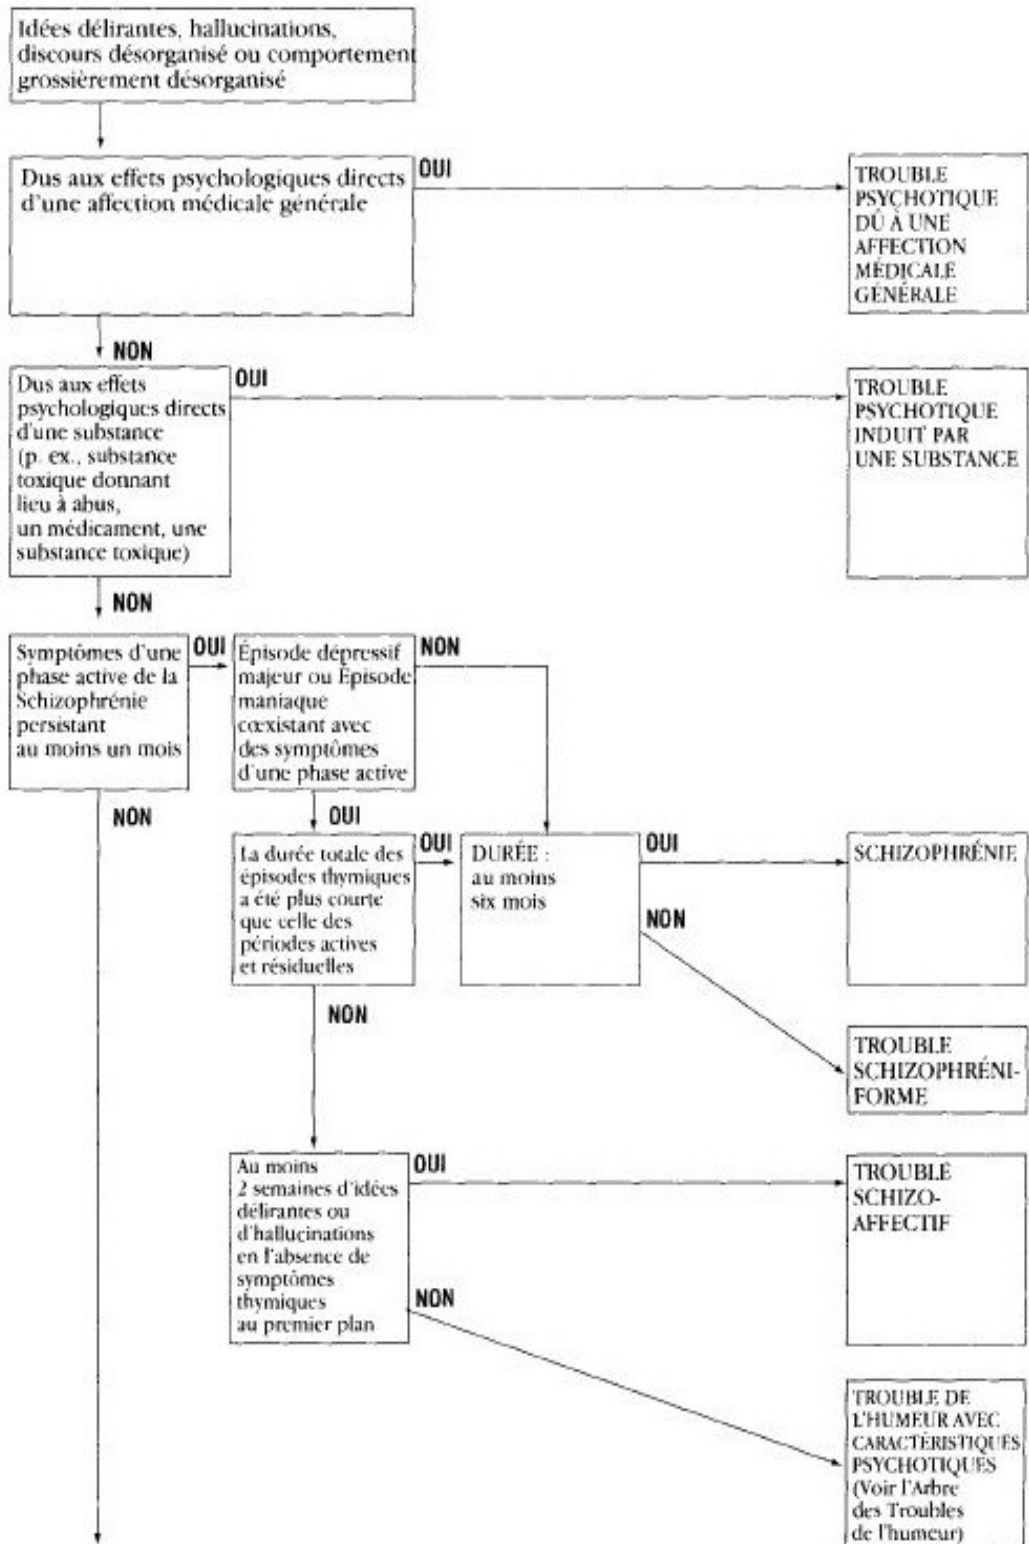 Idées délirantes, hallucinations,
discours désorganisé ou comportement
grossièrement désorganisé
Dus aux effets psychologiques directs
d'une affection médicale générale
OUI
TROUBLE
PSYCHOTIQUE
DÛ À UNE
AFFECTION
MÉDICALE
GÉNÉRALE
NON
Dus aux effets
psychologiques directs
d'une substance
(p. ex., substance
toxique donnant
lieu à abus,
un médicament, une
substance toxique)
OUI
TROUBLE
PSYCHOTIQUE
INDUIT PAR
UNE SUBSTANCE
NON
Symptômes d'une
phase active de la
Schizophrénie
persistant
au moins un mois
OUI
Épisode dépressif
majeur ou Épisode
maniaque
cœxistant avec
des symptômes
d'une phase active
NON
NON
OUI
La durée totale des
épisodes thymiques
a été plus courte
que celle des
périodes actives
et résiduelles
OUI
DURÉE :
au moins
six mois
OUI
SCHIZOPHRÉNIE
NON
TROUBLE
SCHIZOPHRÉNI-
FORME
NON
Au moins
2 semaines d'idées
délirantes ou
d'hallucinations
en l'absence de
symptômes
thymiques
au premier plan
OUI
TROUBLE
SCHIZO-
AFFECTIF
NON
TROUBLE DE
L'HUMEUR AVEC
CARACTÉRISTIQUES
PSYCHOTIQUES
(Voir l'Arbre
des Troubles
de l'humeur)